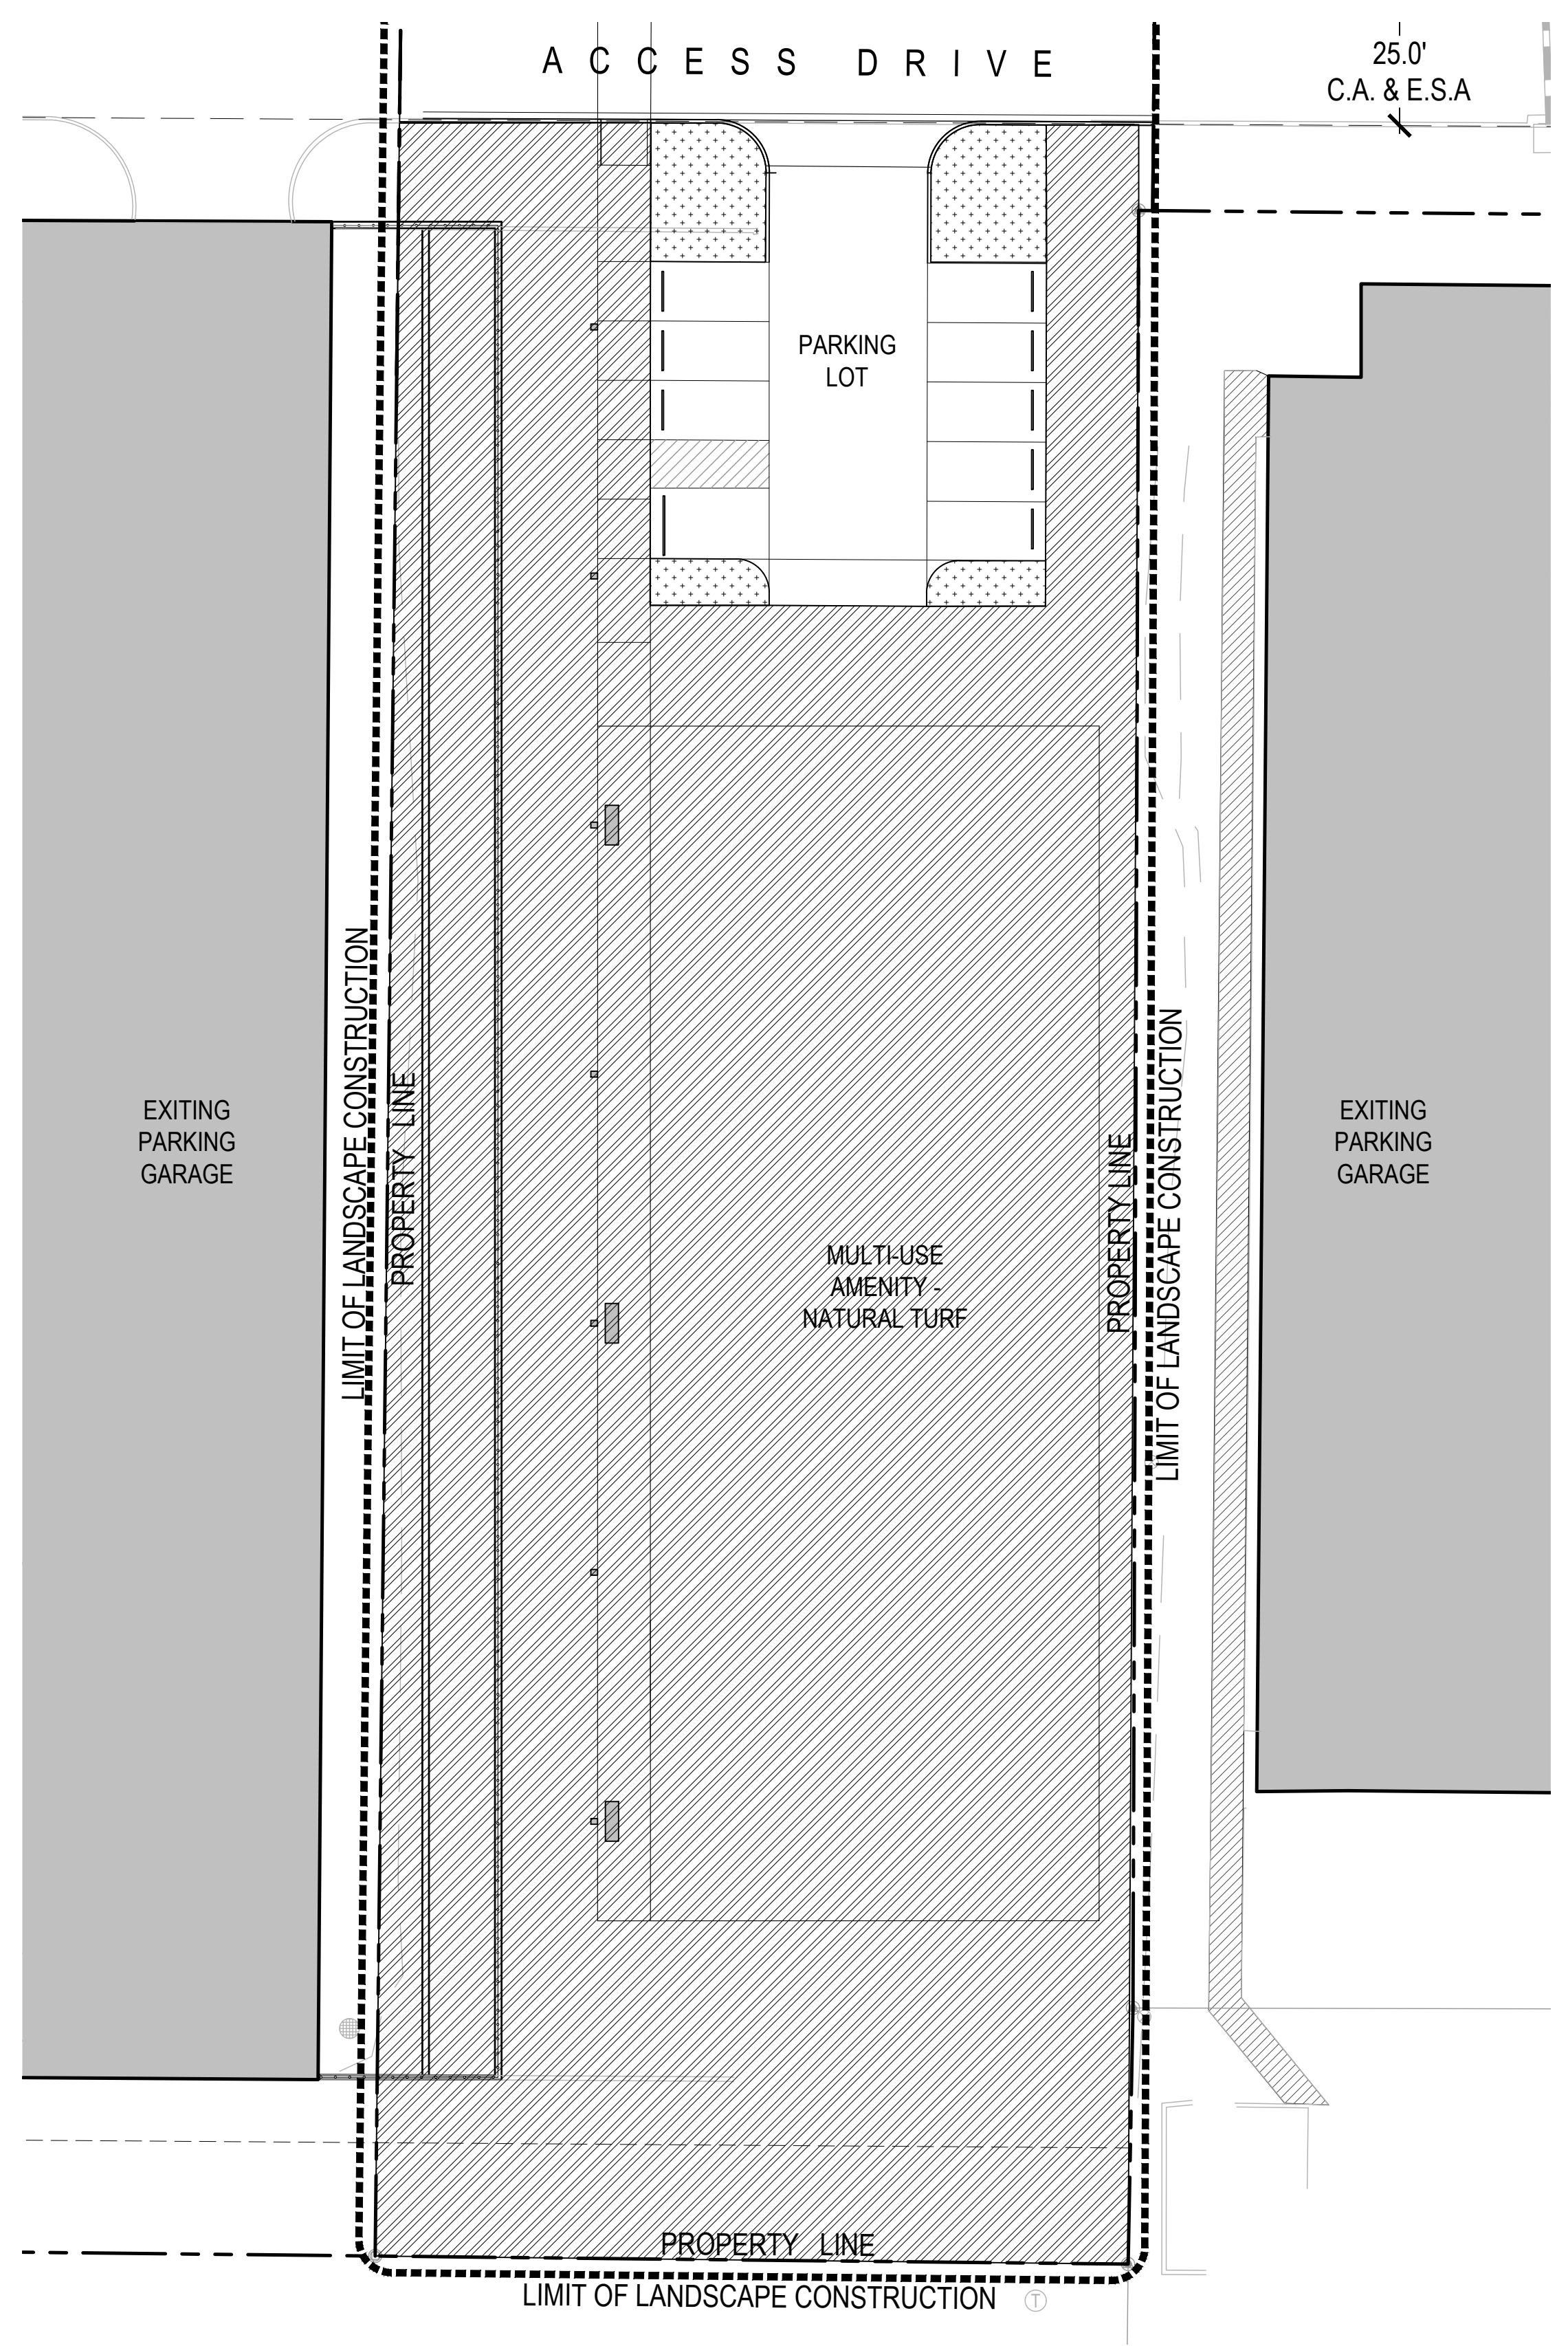 ACCESS DRIVE
25.0'
C.A. & E.S.A
PARKING
LOT
LIMIT OF LANDSCAPE CONSTRUCTION
PROPERTY LINE
EXITING
PARKING
GARAGE
MULTI-USE
AMENITY -
NATURAL TURF
PROPERTY LINE
LIMIT OF LANDSCAPE CONSTRUCTION
EXITING
PARKING
GARAGE
PROPERTY LINE
LIMIT OF LANDSCAPE CONSTRUCTION
T